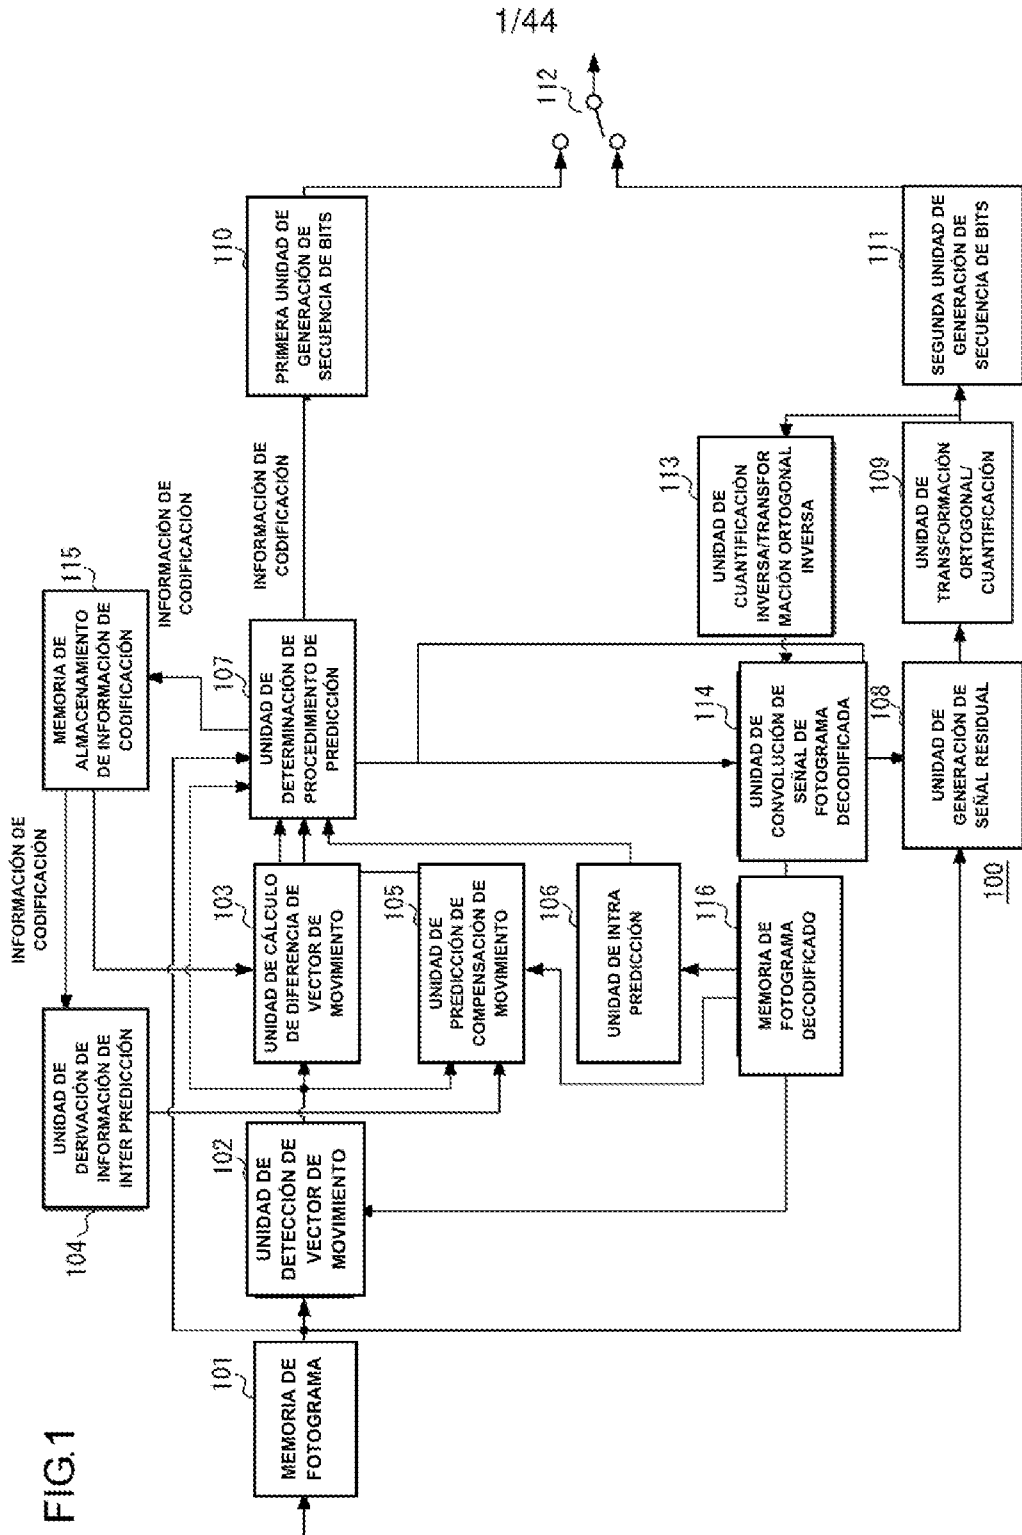 1/44
FIG.1
101
MEMORIA DE
FOTOGRAMA
102
UNIDAD DE
DETECCIÓN DE
VECTOR DE
MOVIMIENTO
104
UNIDAD DE
DERIVACIÓN DE
INFORMACIÓN DE
INTER PREDICCIÓN
INFORMACIÓN DE
CODIFICACIÓN
103
UNIDAD DE CÁLCULO
DE DIFERENCIA DE
VECTOR DE
MOVIMIENTO
105
UNIDAD DE
PREDICCIÓN DE
COMPENSACIÓN DE
MOVIMIENTO
106
UNIDAD DE INTRA
PREDICCIÓN
116
MEMORIA DE
FOTOGRAMA
DECODIFICADO
100
115
MEMORIA DE
ALMACENAMIENTO
DE INFORMACIÓN DE
CODIFICACIÓN
INFORMACIÓN DE
CODIFICACIÓN
107
UNIDAD DE
DETERMINACIÓN DE
PROCEDIMIENTO DE
PREDICCIÓN
INFORMACIÓN DE
CODIFICACIÓN
114
UNIDAD DE
CONVOLUCIÓN DE
SEÑAL DE
FOTOGRAMA
DECODIFICADA
108
UNIDAD DE
GENERACIÓN DE
SEÑAL RESIDUAL
113
UNIDAD DE
CUANTIFICACIÓN
INVERSA/TRANSFOR
MACIÓN ORTOGONAL
INVERSA
109
UNIDAD DE
TRANSFORMACIÓN
ORTOGONAL/
CUANTIFICACIÓN
110
PRIMERA UNIDAD DE
GENERACIÓN DE
SECUENCIA DE BITS
111
SEGUNDA UNIDAD DE
GENERACIÓN DE
SECUENCIA DE BITS
112